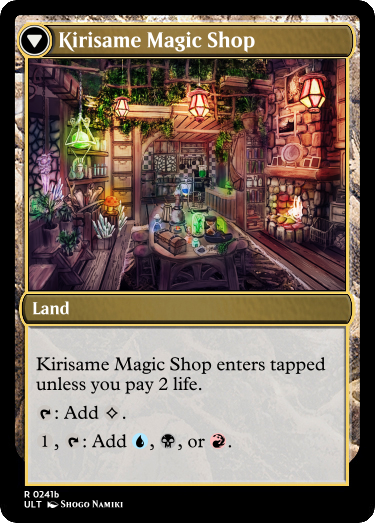 Kirisame Magic Shop
Land
Kirisame Magic Shop enters tapped
unless you pay 2 life.
: Add .
1 , : Add , , or .
R 0241b
ULT Shogo Namiki